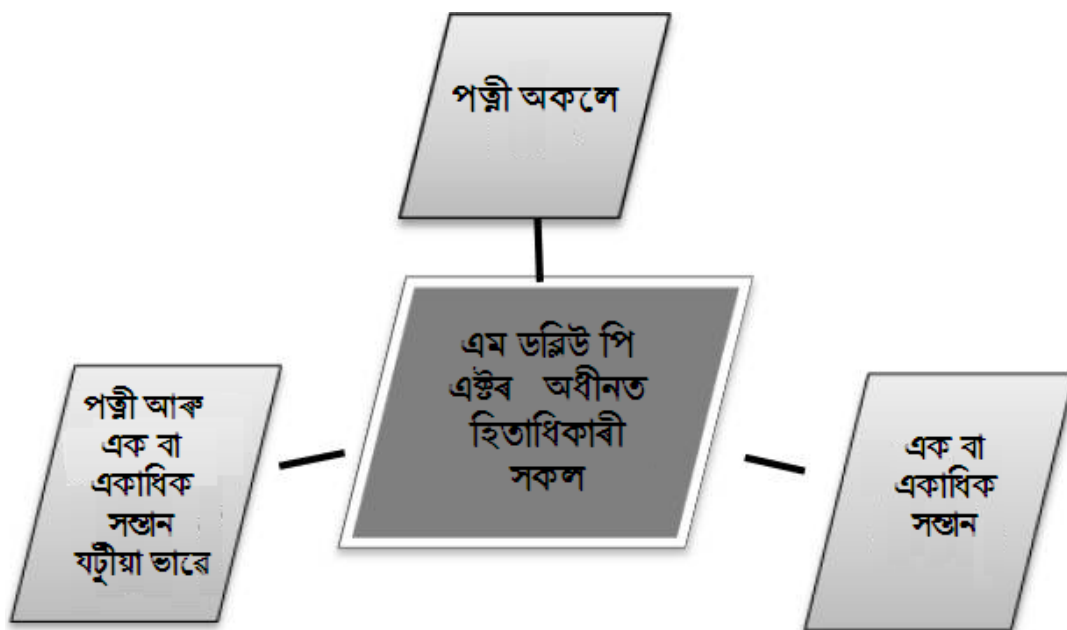 পত্নী অকলে
এম ডব্লিউ পি
এক্টৰ অধীনত
হিতাধিকাৰী
সকল
পত্নী আৰু
এক বা
একাধিক
সন্তান
যটুীয়া ভাৱে
এক বা
একাধিক
সন্তান